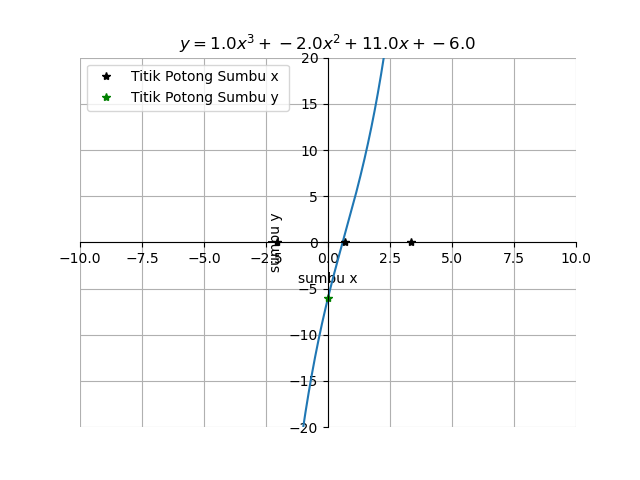 y = 1.0x³ + −2.0x² + 11.0x + −6.0
Titik Potong Sumbu x
Titik Potong Sumbu y
20
15
10
5
0
−5
−10
−15
−20
−10.0 −7.5 −5.0 −2.5 0.0 2.5 5.0 7.5 10.0
sumbu x
sumbu y